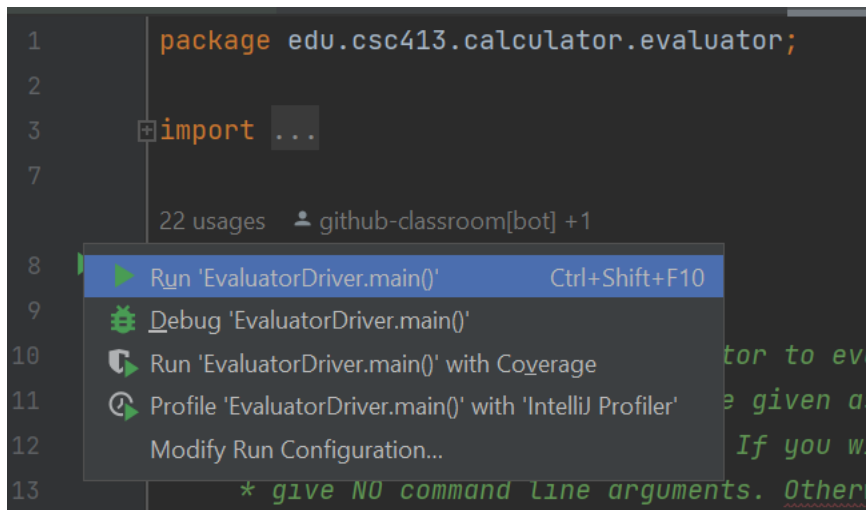 1 package edu.csc413.calculator.evaluator;
2
3 import ...
7
22 usages github-classroom[bot] +1
8 Run 'EvaluatorDriver.main()' Ctrl+Shift+F10
9 Debug 'EvaluatorDriver.main()'
10 Run 'EvaluatorDriver.main()' with Coverage tor to ev
11 Profile 'EvaluatorDriver.main()' with 'IntelliJ Profiler' e given a
12 Modify Run Configuration... If you w
13 * give NO command line arguments. Other